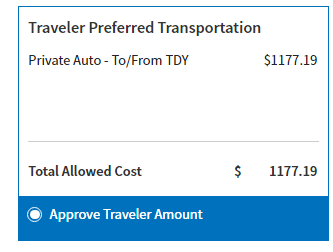 Traveler Preferred Transportation
Private Auto - To/From TDY $1177.19
Total Allowed Cost $ 1177.19
Approve Traveler Amount